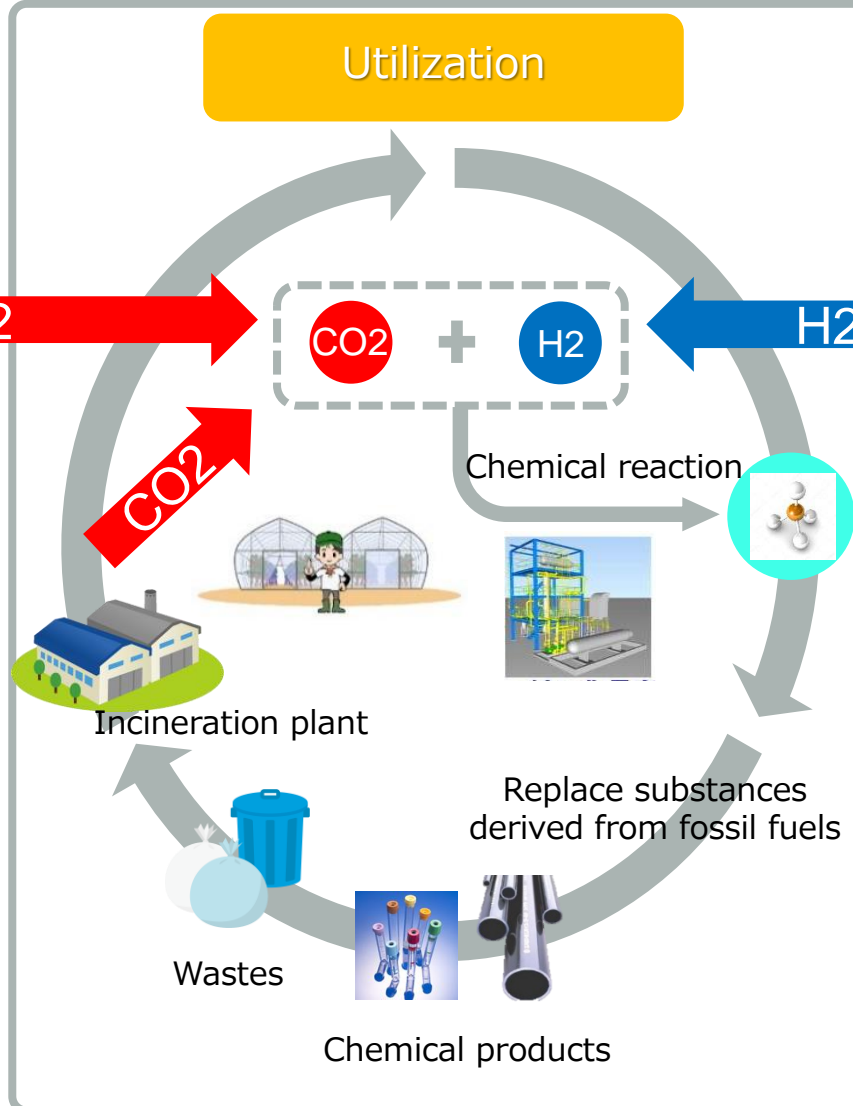 Utilization
2
CO2
H2
H2
CO2
Chemical reaction
Incineration plant
Replace substances
derived from fossil fuels
Wastes
Chemical products